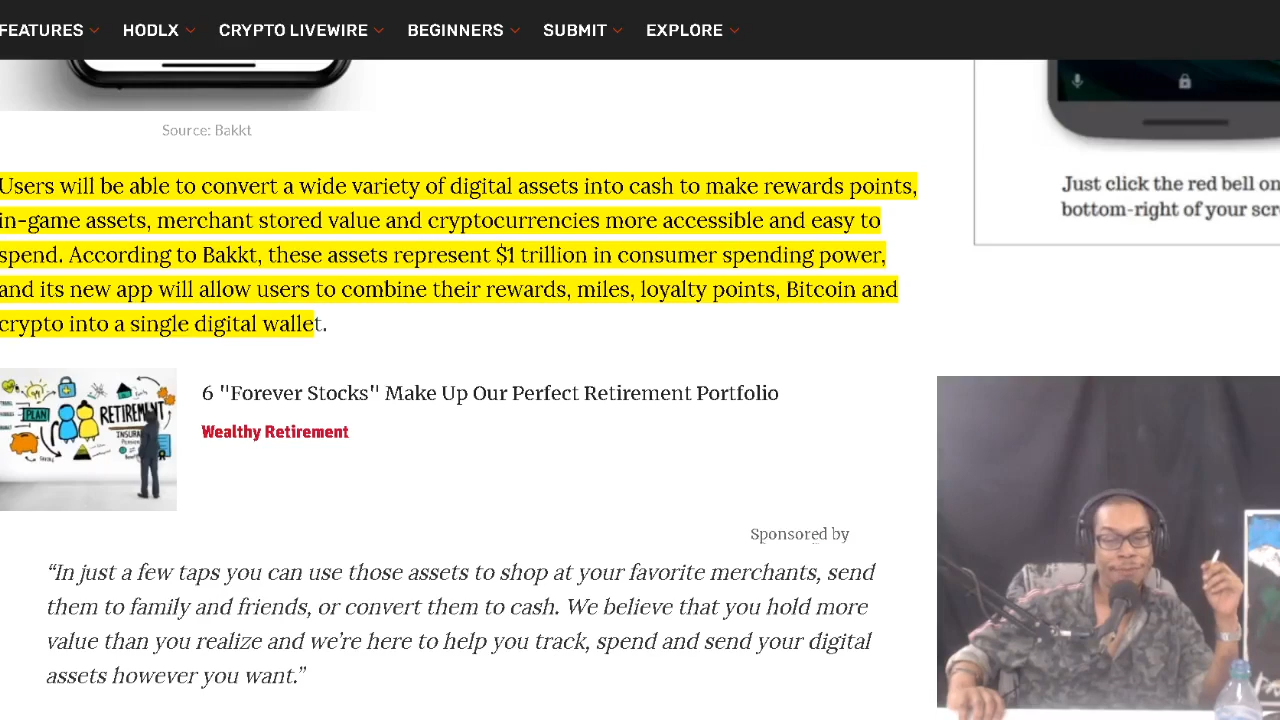 FEATURES HODLX CRYPTO LIVEWIRE BEGINNERS SUBMIT EXPLORE
Source: Bakkt
Just click the red bell on
bottom-right of your scre
Users will be able to convert a wide variety of digital assets into cash to make rewards points,
in-game assets, merchant stored value and cryptocurrencies more accessible and easy to
spend. According to Bakkt, these assets represent $1 trillion in consumer spending power,
and its new app will allow users to combine their rewards, miles, loyalty points, Bitcoin and
crypto into a single digital wallet.
PLAN
RETIREMENT
6 "Forever Stocks" Make Up Our Perfect Retirement Portfolio
Wealthy Retirement
Sponsored by
“In just a few taps you can use those assets to shop at your favorite merchants, send
them to family and friends, or convert them to cash. We believe that you hold more
value than you realize and we’re here to help you track, spend and send your digital
assets however you want.”